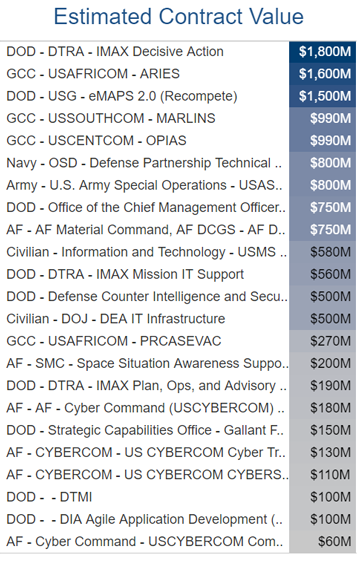 Estimated Contract Value
DOD - DTRA - IMAX Decisive Action $1,800M
GCC - USAFRICOM - ARIES $1,600M
DOD - USG - eMAPS 2.0 (Recompete) $1,500M
GCC - USSOUTHCOM - MARLINS $990M
GCC - USCENTCOM - OPIAS $990M
Navy - OSD - Defense Partnership Technical .. $800M
Army - U.S. Army Special Operations - USAS.. $800M
DOD - Office of the Chief Management Officer.. $750M
AF - AF Material Command, AF DCGS - AF D.. $750M
Civilian - Information and Technology - USMS .. $580M
DOD - DTRA - IMAX Mission IT Support $560M
DOD - Defense Counter Intelligence and Secu.. $500M
Civilian - DOJ - DEA IT Infrastructure $500M
GCC - USAFRICOM - PRCASEVAC $270M
AF - SMC - Space Situation Awareness Suppo.. $200M
DOD - DTRA - IMAX Plan, Ops, and Advisory .. $190M
AF - AF - Cyber Command (USCYBERCOM) .. $180M
DOD - Strategic Capabilities Office - Gallant F.. $150M
AF - CYBERCOM - US CYBERCOM Cyber Tr.. $130M
AF - CYBERCOM - US CYBERCOM CYBERS.. $110M
DOD - - DTMI $100M
DOD - - DIA Agile Application Development (.. $100M
AF - Cyber Command - USCYBERCOM Com.. $60M